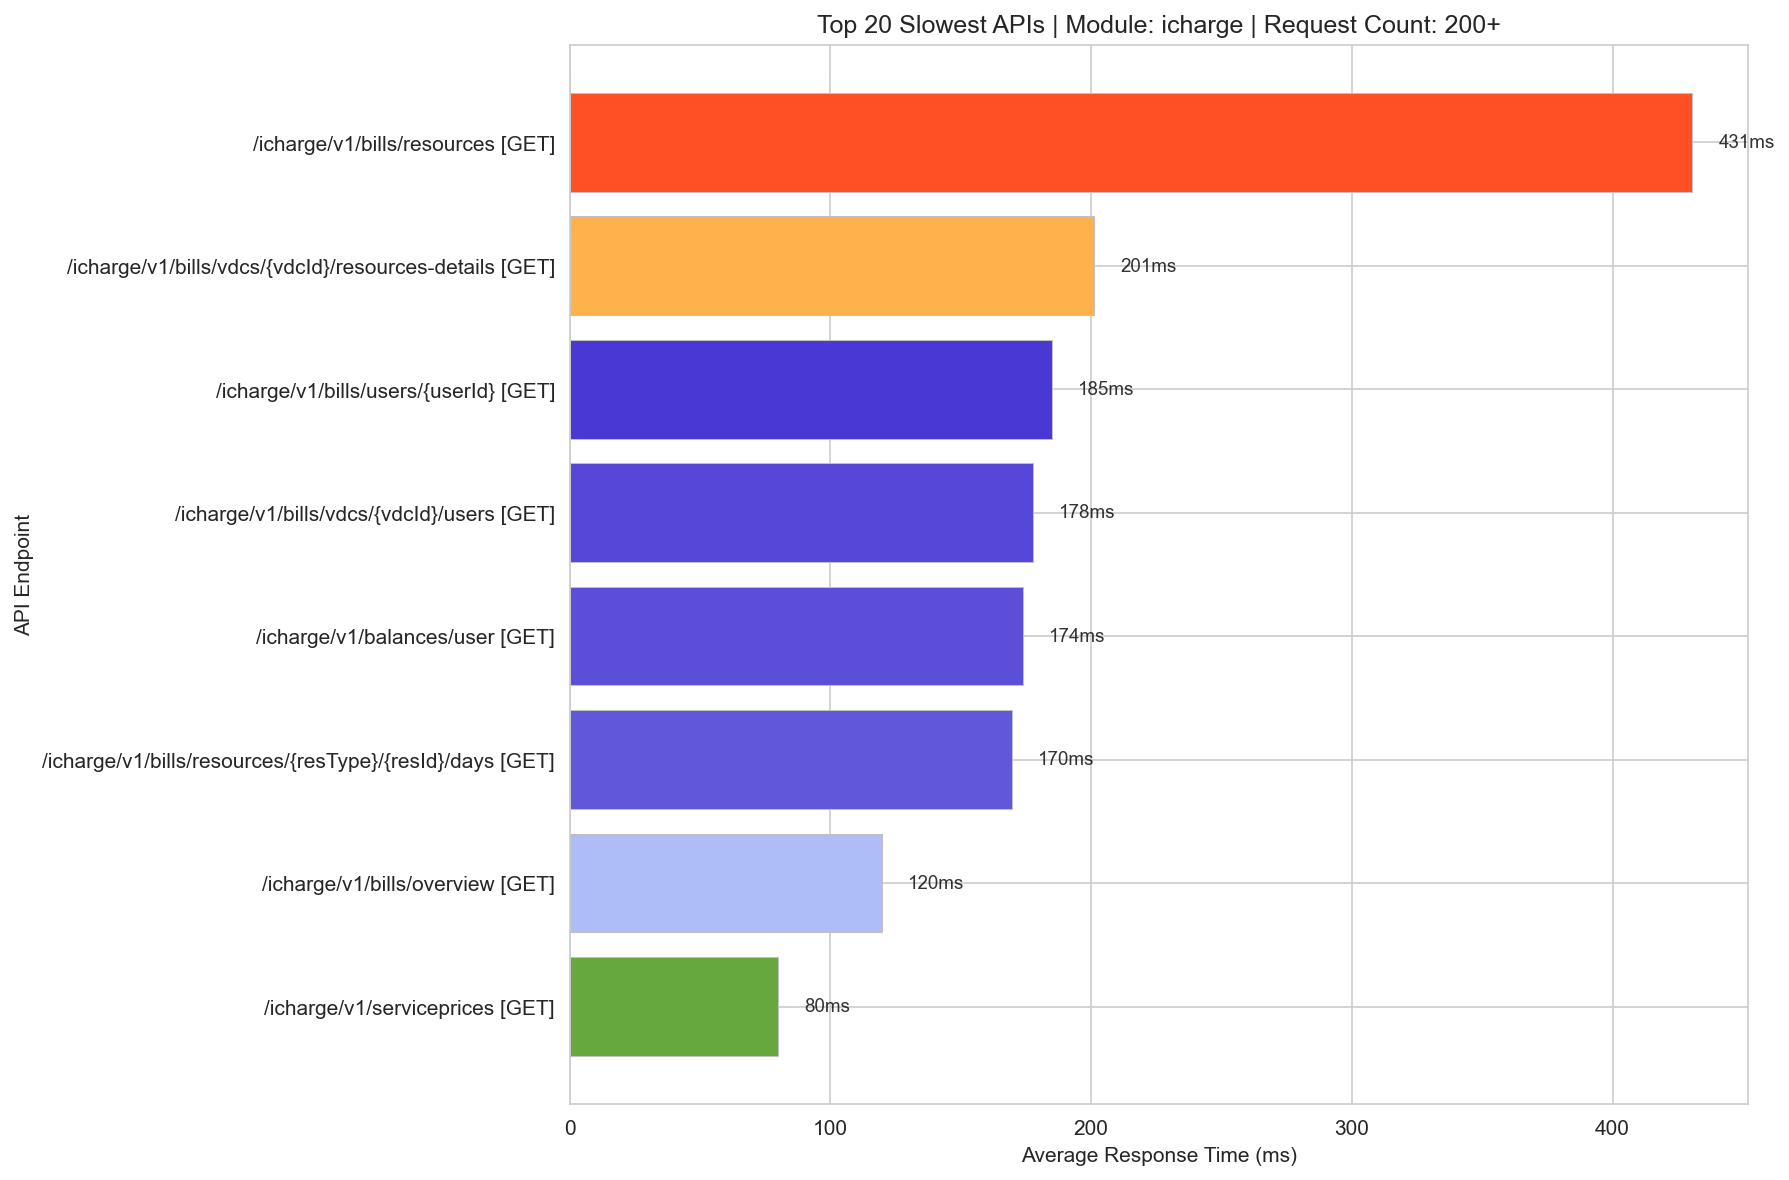 Top 20 Slowest APIs | Module: icharge | Request Count: 200+
API Endpoint
/icharge/v1/bills/resources [GET]
431ms
/icharge/v1/bills/vdcs/{vdcId}/resources-details [GET]
201ms
/icharge/v1/bills/users/{userId} [GET]
185ms
/icharge/v1/bills/vdcs/{vdcId}/users [GET]
178ms
/icharge/v1/balances/user [GET]
174ms
/icharge/v1/bills/resources/{resType}/{resId}/days [GET]
170ms
/icharge/v1/bills/overview [GET]
120ms
/icharge/v1/serviceprices [GET]
80ms
0 100 200 300 400
Average Response Time (ms)